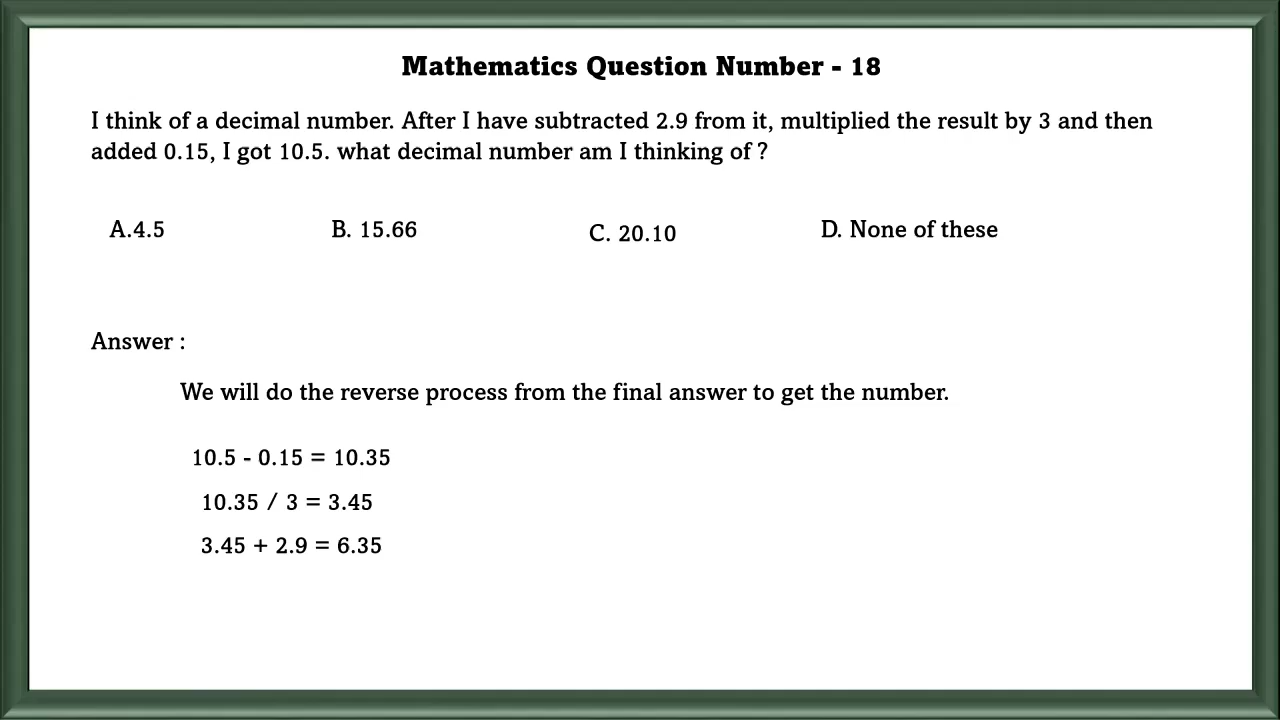 Mathematics Question Number - 18
I think of a decimal number. After I have subtracted 2.9 from it, multiplied the result by 3 and then
added 0.15, I got 10.5. what decimal number am I thinking of ?
A.4.5 B. 15.66 C. 20.10 D. None of these
Answer :
We will do the reverse process from the final answer to get the number.
10.5 - 0.15 = 10.35
10.35 / 3 = 3.45
3.45 + 2.9 = 6.35